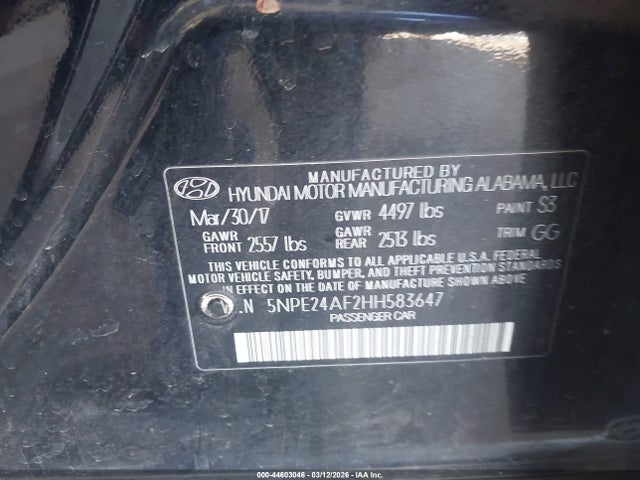 MANUFACTURED BY
HYUNDAI MOTOR MANUFACTURING ALABAMA, LLC
Mar/30/17 GVWR 4497 lbs PAINT S3
GAWR FRONT 2557 lbs GAWR REAR 2513 lbs TRIM GG
THIS VEHICLE CONFORMS TO ALL APPLICABLE U.S.A. FEDERAL
MOTOR VEHICLE SAFETY, BUMPER, AND THEFT PREVENTION STANDARDS
IN EFFECT ON THE DATE OF MANUFACTURE SHOWN ABOVE.
.N 5NPE24AF2HH583647
PASSENGER CAR
000-44603046 - 03/12/2026 - IAA Inc.